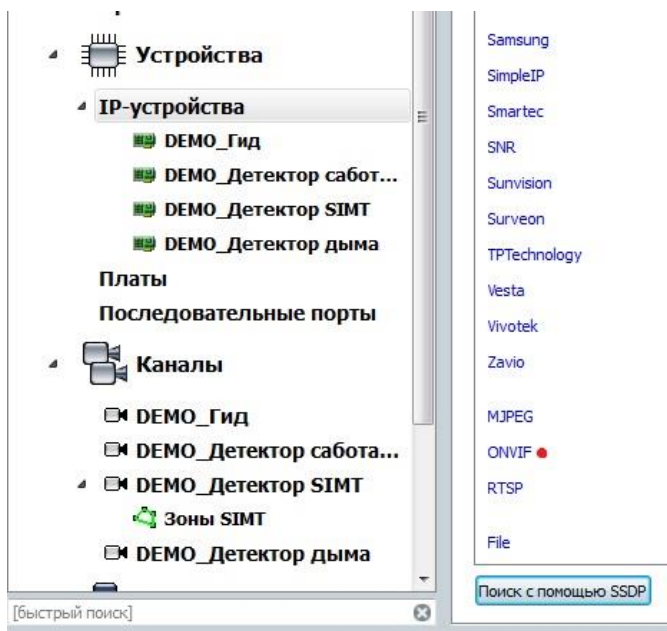 Устройства
IP-устройства
DEMO_Гид
DEMO_Детектор сабот...
DEMO_Детектор SIMT
DEMO_Детектор дыма
Платы
Последовательные порты
Каналы
DEMO_Гид
DEMO_Детектор сабота...
DEMO_Детектор SIMT
Зоны SIMT
DEMO_Детектор дыма
[быстрый поиск]
Samsung
SimpleIP
Smartec
SNR
Sunvision
Surveon
TPTechnology
Vesta
Vivotek
Zavio
MJPEG
ONVIF
RTSP
File
Поиск с помощью SSDP